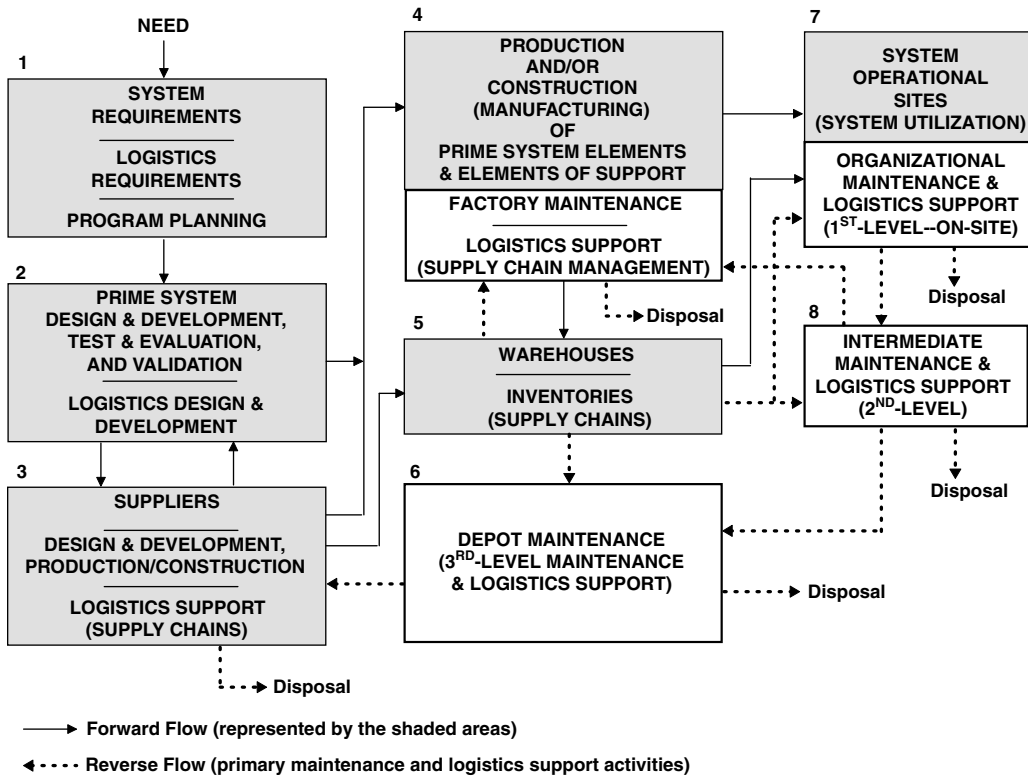 NEED
1
SYSTEM
REQUIREMENTS
LOGISTICS
REQUIREMENTS
PROGRAM PLANNING
2
PRIME SYSTEM
DESIGN & DEVELOPMENT,
TEST & EVALUATION,
AND VALIDATION
LOGISTICS DESIGN &
DEVELOPMENT
3
SUPPLIERS
DESIGN & DEVELOPMENT,
PRODUCTION/CONSTRUCTION
LOGISTICS SUPPORT
(SUPPLY CHAINS)
Disposal
4
PRODUCTION
AND/OR
CONSTRUCTION
(MANUFACTURING)
OF
PRIME SYSTEM ELEMENTS
& ELEMENTS OF SUPPORT
FACTORY MAINTENANCE
LOGISTICS SUPPORT
(SUPPLY CHAIN MANAGEMENT)
Disposal
5
WAREHOUSES
INVENTORIES
(SUPPLY CHAINS)
6
DEPOT MAINTENANCE
(3RD-LEVEL MAINTENANCE
& LOGISTICS SUPPORT)
Disposal
7
SYSTEM
OPERATIONAL
SITES
(SYSTEM UTILIZATION)
ORGANIZATIONAL
MAINTENANCE &
LOGISTICS SUPPORT
(1ST-LEVEL--ON-SITE)
Disposal
8
INTERMEDIATE
MAINTENANCE &
LOGISTICS SUPPORT
(2ND-LEVEL)
Disposal
Forward Flow (represented by the shaded areas)
Reverse Flow (primary maintenance and logistics support activities)